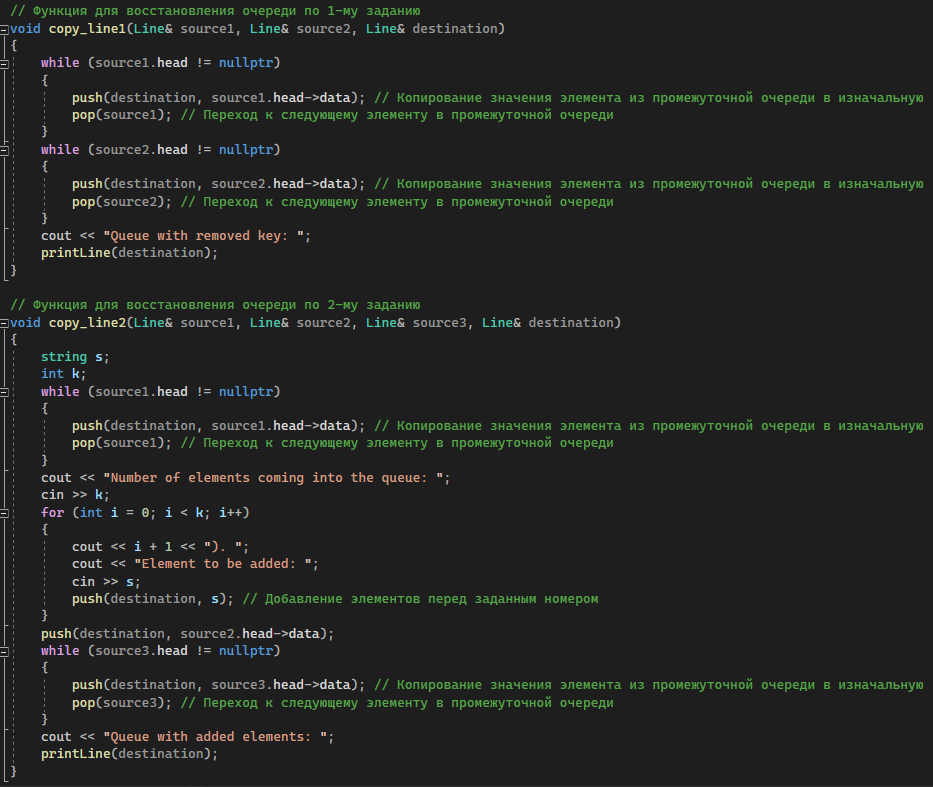 // Функция для восстановления очереди по 1-му заданию
void copy_line1(Line& source1, Line& source2, Line& destination)
{
    while (source1.head != nullptr)
    {
        push(destination, source1.head->data); // Копирование значения элемента из промежуточной очереди в изначальную
        pop(source1); // Переход к следующему элементу в промежуточной очереди
    }
    while (source2.head != nullptr)
    {
        push(destination, source2.head->data); // Копирование значения элемента из промежуточной очереди в изначальную
        pop(source2); // Переход к следующему элементу в промежуточной очереди
    }
    cout << "Queue with removed key: ";
    printLine(destination);
}

// Функция для восстановления очереди по 2-му заданию
void copy_line2(Line& source1, Line& source2, Line& source3, Line& destination)
{
    string s;
    int k;
    while (source1.head != nullptr)
    {
        push(destination, source1.head->data); // Копирование значения элемента из промежуточной очереди в изначальную
        pop(source1); // Переход к следующему элементу в промежуточной очереди
    }
    cout << "Number of elements coming into the queue: ";
    cin >> k;
    for (int i = 0; i < k; i++)
    {
        cout << i + 1 << "). ";
        cout << "Element to be added: ";
        cin >> s;
        push(destination, s); // Добавление элементов перед заданным номером
    }
    push(destination, source2.head->data);
    while (source3.head != nullptr)
    {
        push(destination, source3.head->data); // Копирование значения элемента из промежуточной очереди в изначальную
        pop(source3); // Переход к следующему элементу в промежуточной очереди
    }
    cout << "Queue with added elements: ";
    printLine(destination);
}